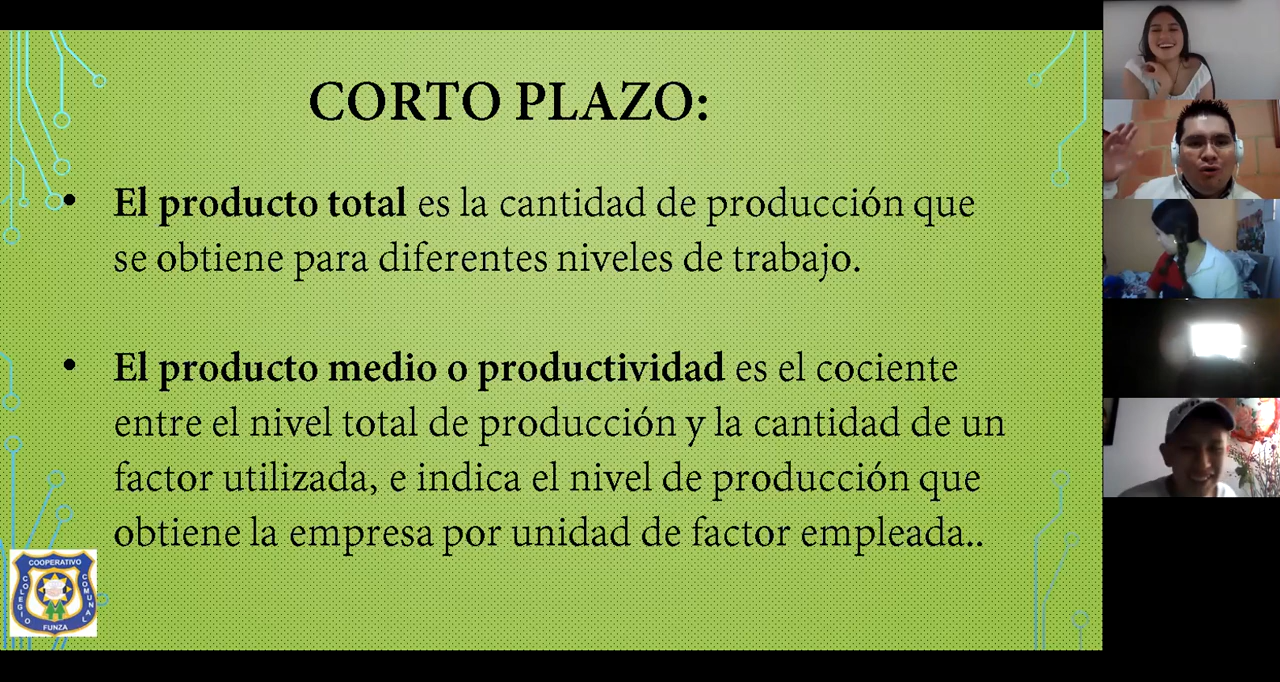 CORTO PLAZO:
• El producto total es la cantidad de producción que
se obtiene para diferentes niveles de trabajo.
• El producto medio o productividad es el cociente
entre el nivel total de producción y la cantidad de un
factor utilizada, e indica el nivel de producción que
obtiene la empresa por unidad de factor empleada..
COOPERATIVO
COLEGIO
COMUNAL
FUNZA